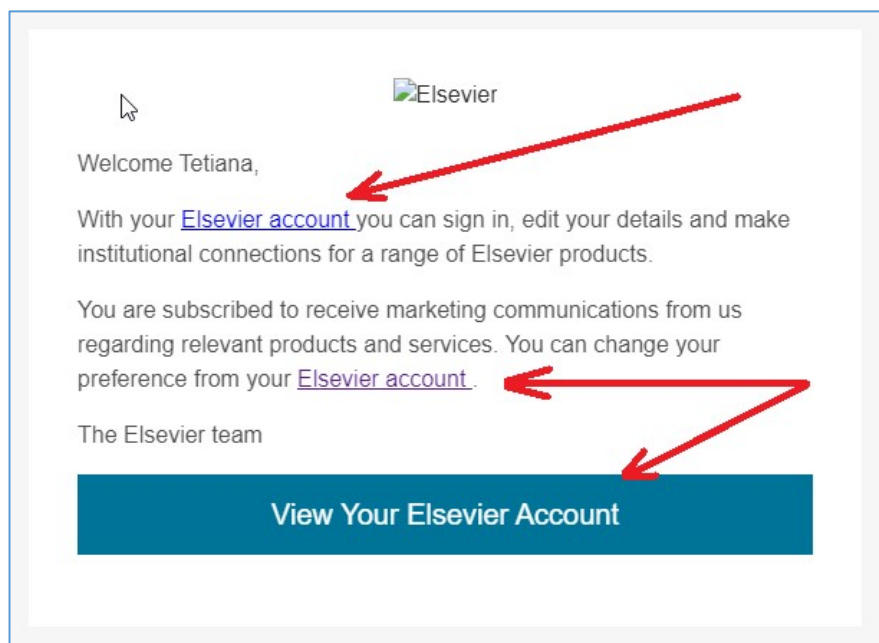 Elsevier
Welcome Tetiana,
With your Elsevier account you can sign in, edit your details and make
institutional connections for a range of Elsevier products.
You are subscribed to receive marketing communications from us
regarding relevant products and services. You can change your
preference from your Elsevier account .
The Elsevier team
View Your Elsevier Account